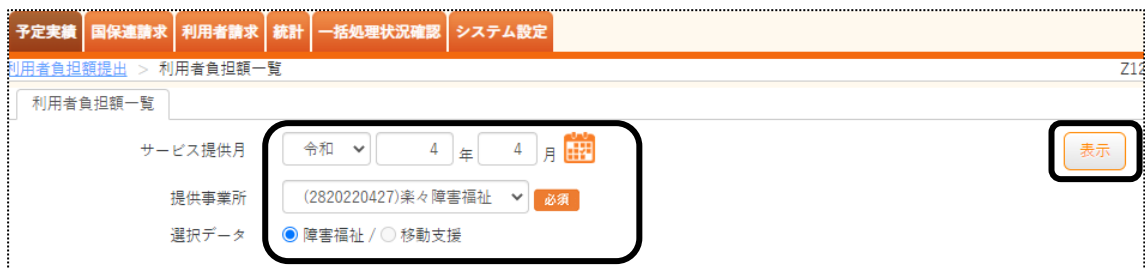 予定実績 国保連請求 利用者請求 統計 一括処理状況確認 システム設定
利用者負担額提出 > 利用者負担額一覧 Z12
利用者負担額一覧
サービス提供月 令和 4 年 4 月 表示
提供事業所 (2820220427)楽々障害福祉 必須
選択データ 障害福祉 / 移動支援